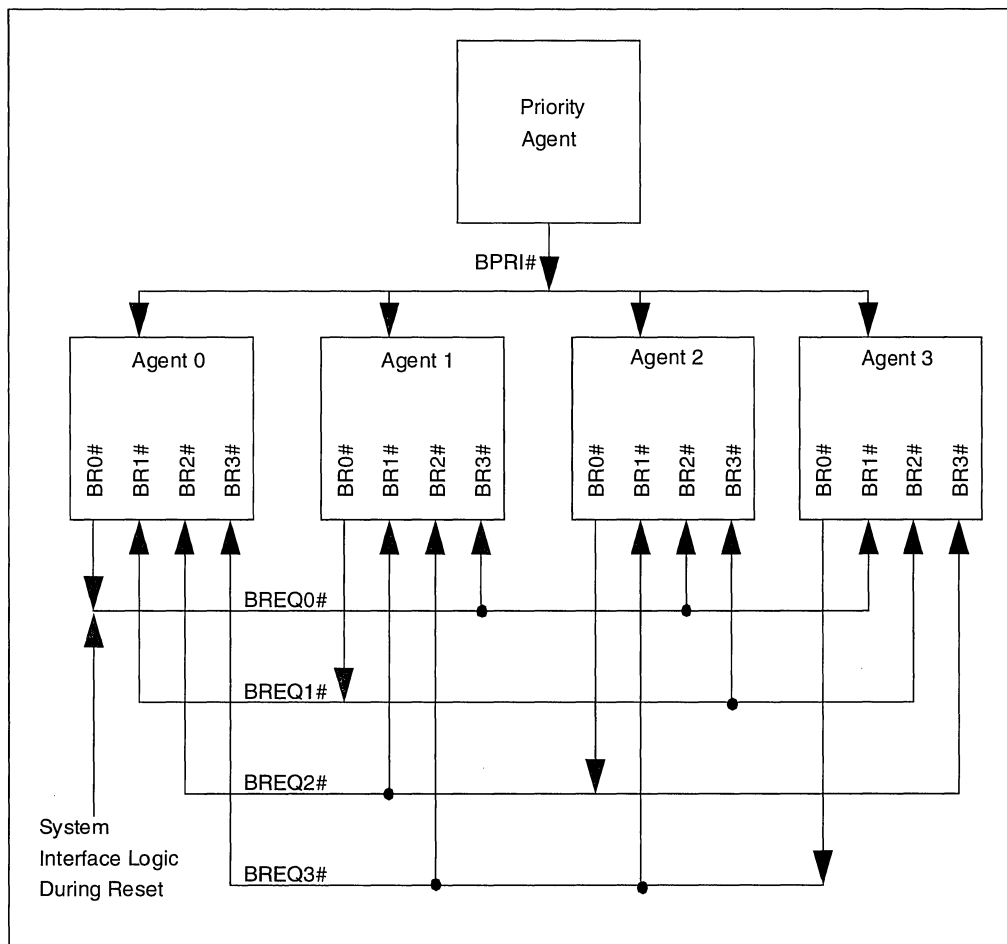 Priority
Agent
BPRI#
Agent 0
Agent 1
Agent 2
Agent 3
BR0#
BR1#
BR2#
BR3#
BR0#
BR1#
BR2#
BR3#
BR0#
BR1#
BR2#
BR3#
BR0#
BR1#
BR2#
BR3#
BREQ0#
BREQ1#
BREQ2#
BREQ3#
System
Interface Logic
During Reset